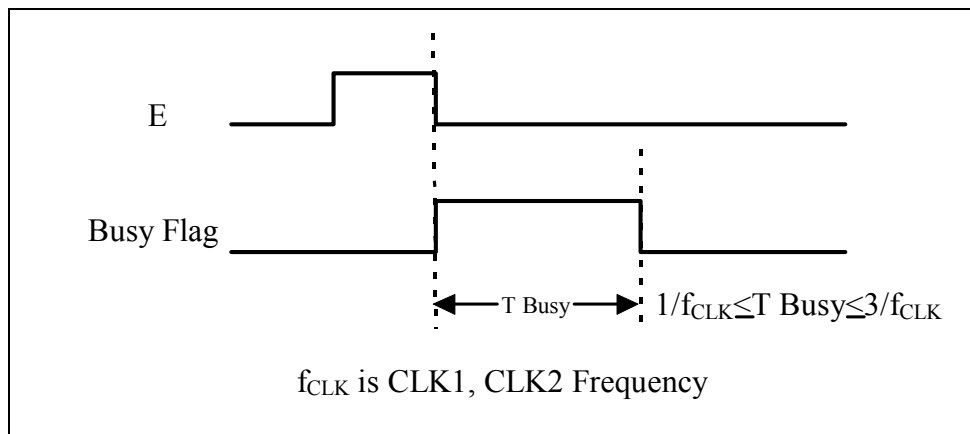 E
Busy Flag
T Busy
1/fCLK≤T Busy≤3/fCLK
fCLK is CLK1, CLK2 Frequency